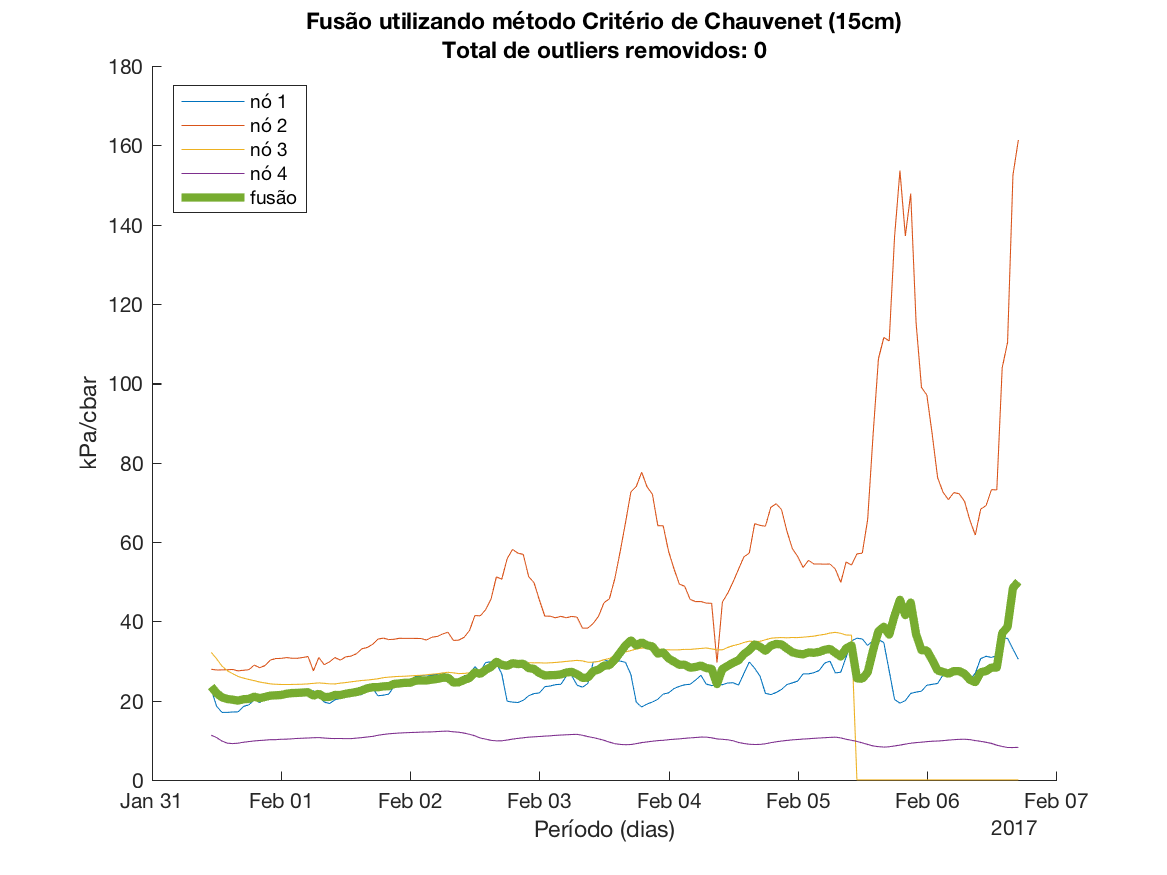 Fusão utilizando método Critério de Chauvenet (15cm)
Total de outliers removidos: 0
180
160
140
120
100
80
60
40
20
0
kPa/cbar
nó 1
nó 2
nó 3
nó 4
fusão
Jan 31
Feb 01
Feb 02
Feb 03
Feb 04
Feb 05
Feb 06
Feb 07
Período (dias)
2017